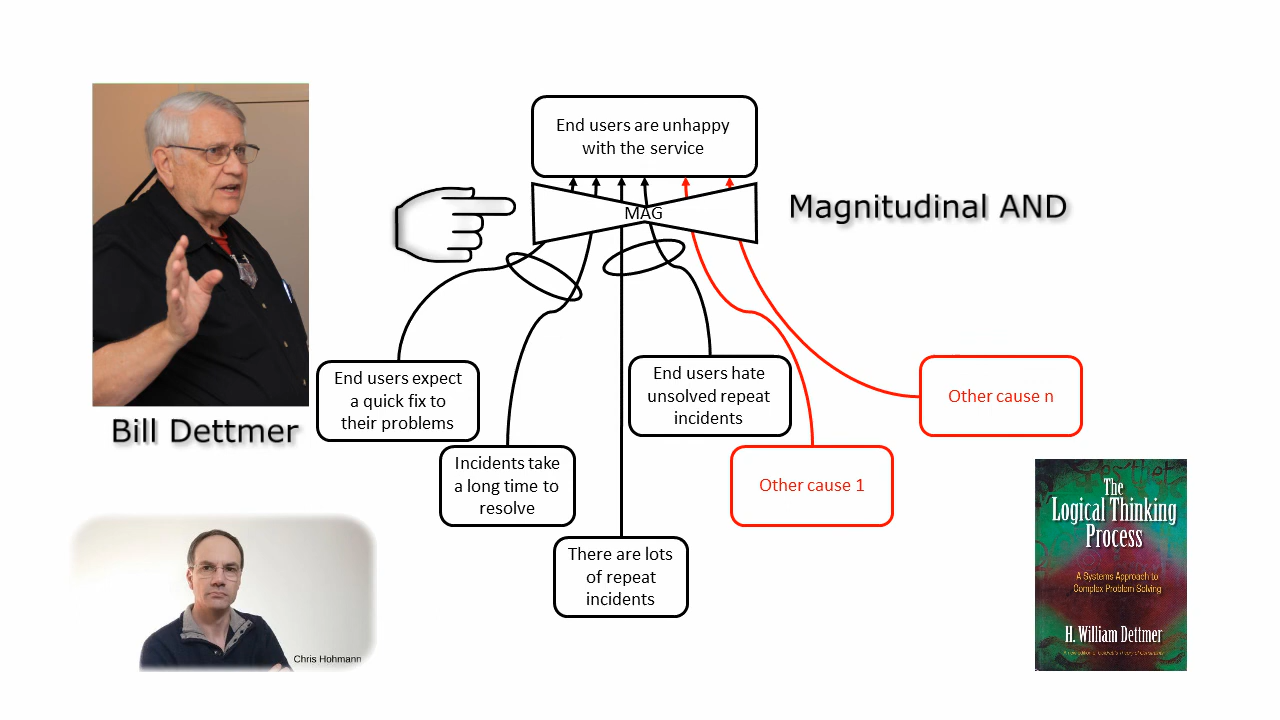 End users are unhappy
with the service
MAG
Magnitudinal AND
Bill Dettmer
End users expect
a quick fix to
their problems
Incidents take
a long time to
resolve
There are lots
of repeat
incidents
End users hate
unsolved repeat
incidents
Other cause 1
Other cause n
Chris Hohmann
The
Logical Thinking
Process
A Systems Approach to
Complex Problem Solving
H. William Dettmer